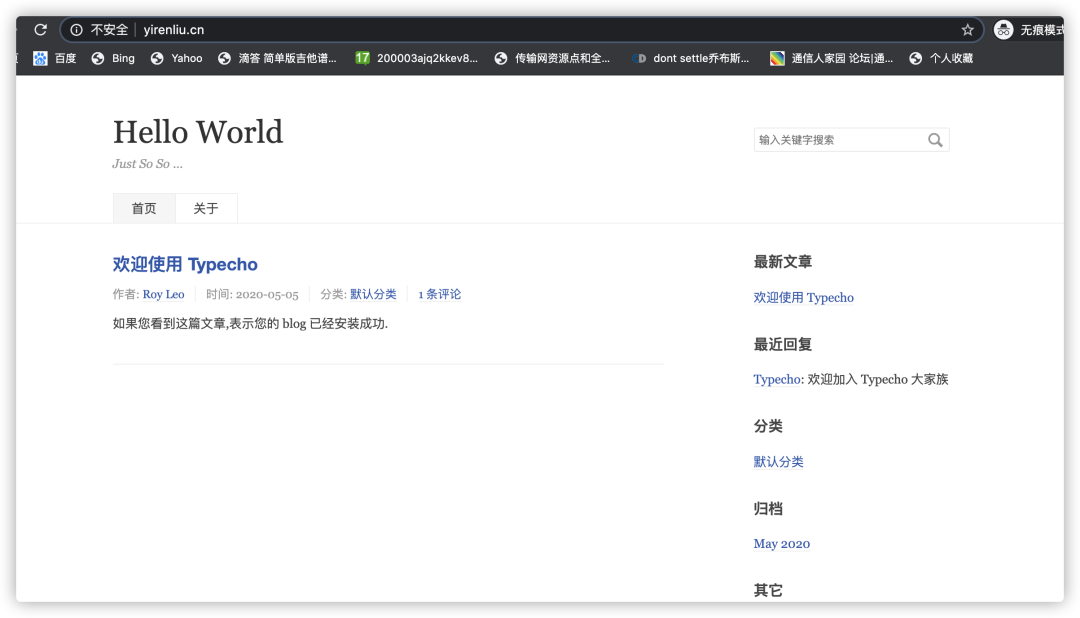 不安全 yirenliu.cn 无痕模式
百度 Bing Yahoo 滴答 简单版吉他谱... 200003ajq2kkev8... 传输网资源点和全... dont settle乔布斯... 通信人家园 论坛|通... 个人收藏
Hello World
输入关键字搜索
Just So So ...
首页 关于
欢迎使用 Typecho
作者: Roy Leo 时间: 2020-05-05 分类: 默认分类 1 条评论
如果您看到这篇文章,表示您的 blog 已经安装成功.
最新文章
欢迎使用 Typecho
最近回复
Typecho: 欢迎加入 Typecho 大家族
分类
默认分类
归档
May 2020
其它